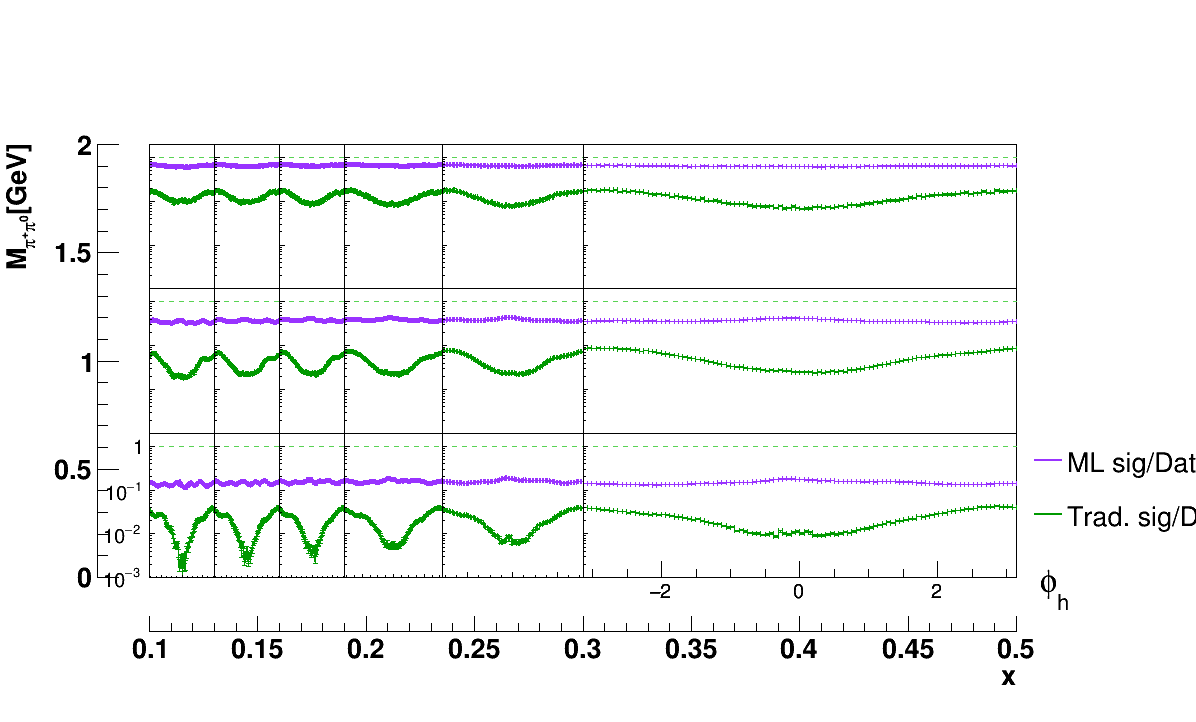 M π⁺π⁰ [GeV]
2
1.5
1
0.5
0
1
10⁻¹
10⁻²
10⁻³
ML sig/Dat
Trad. sig/D
−2 0 2
ϕh
0.1 0.15 0.2 0.25 0.3 0.35 0.4 0.45 0.5
x